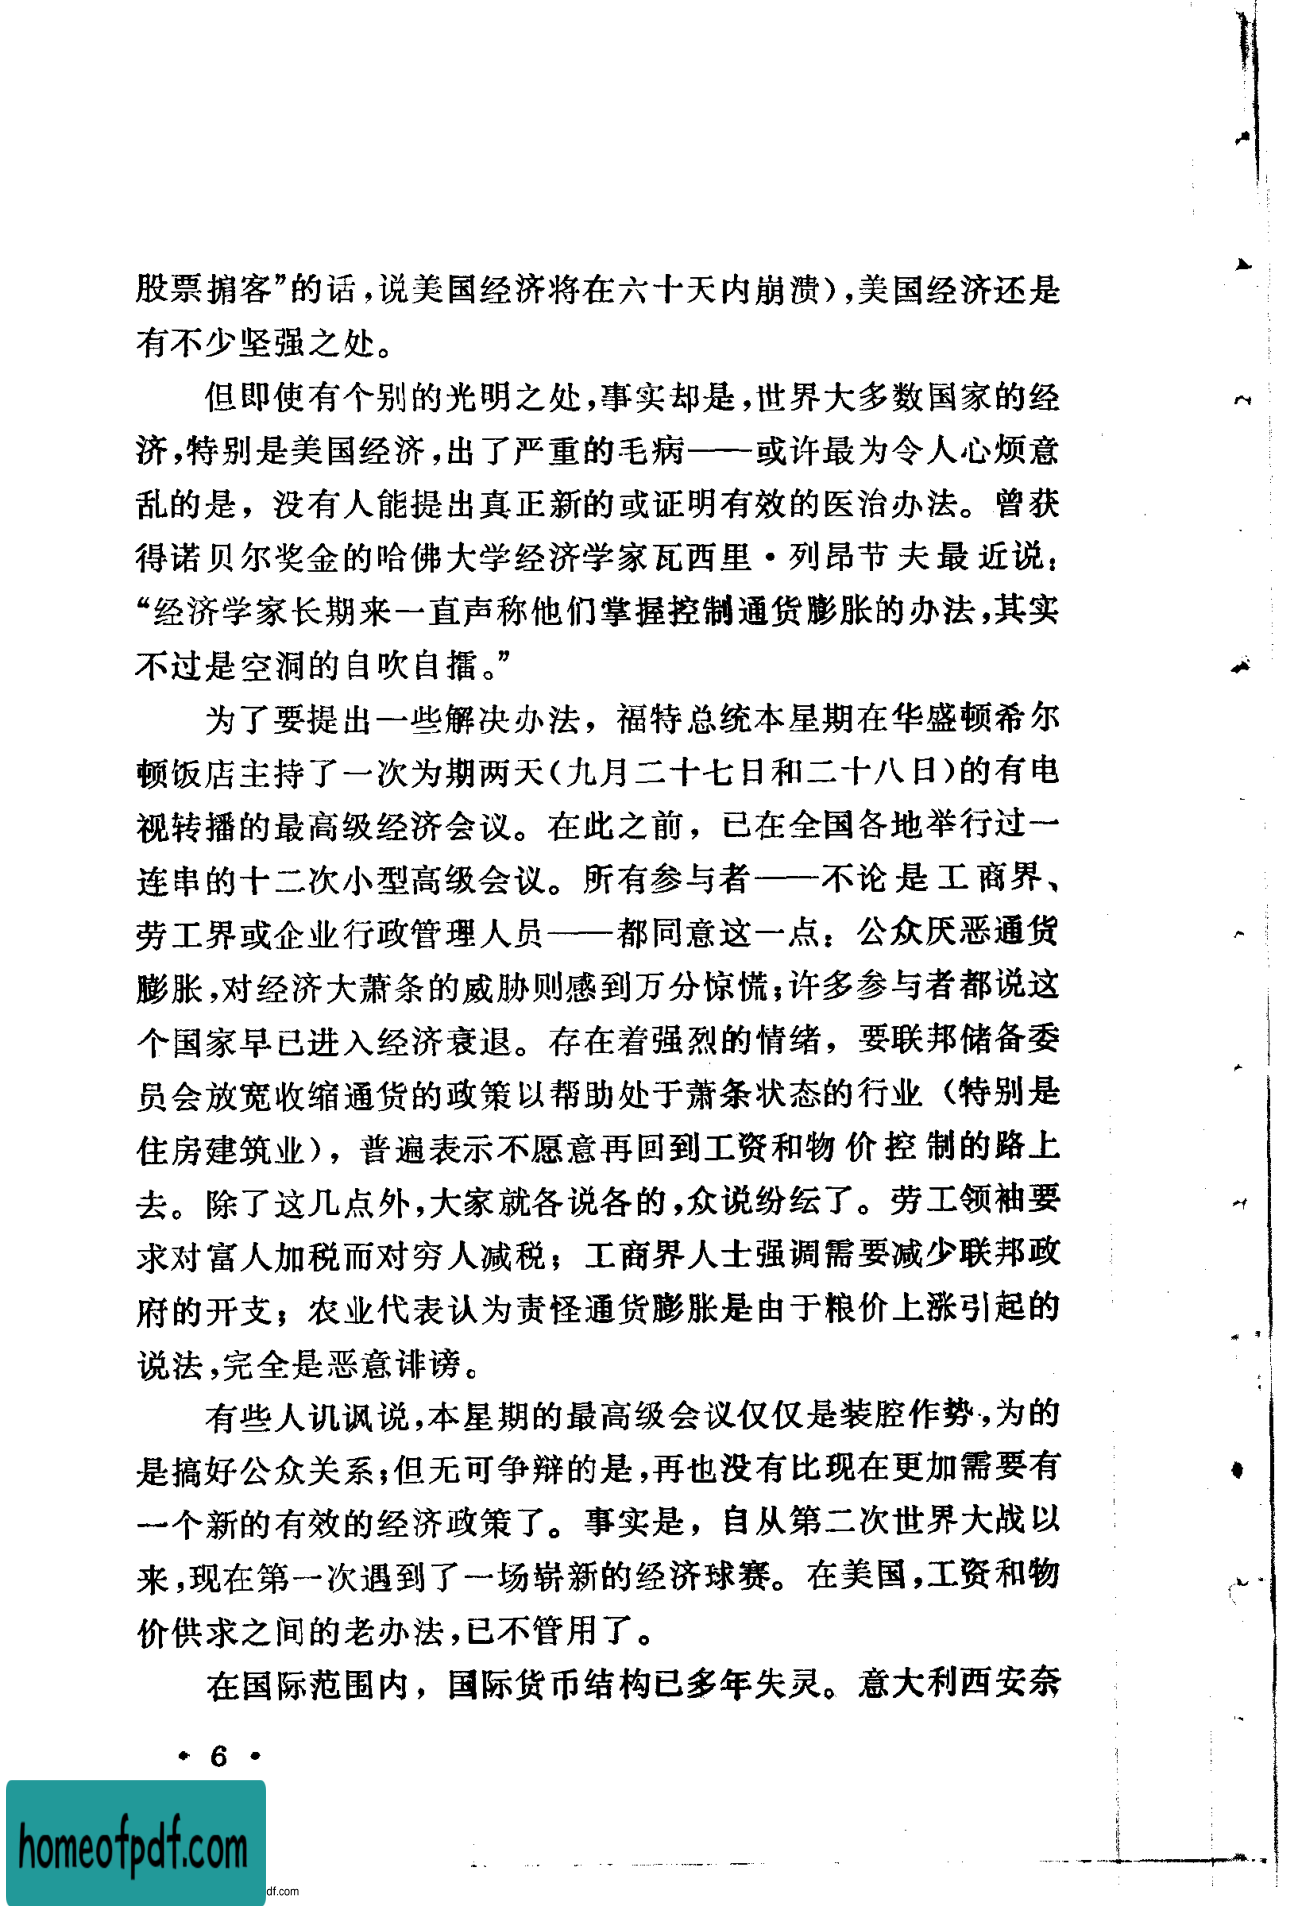 股票掮客”的话,说美国经济将在六十天内崩溃),美国经济还是
有不少坚强之处。
但即使有个别的光明之处,事实却是,世界大多数国家的经
济,特别是美国经济,出了严重的毛病——或许最为令人心烦意
乱的是，没有人能提出真正新的或证明有效的医治办法。曾获
得诺贝尔奖金的哈佛大学经济学家瓦西里·列昂节夫最近说:
“经济学家长期来一直声称他们掌握控制通货膨胀的办法,其实
不过是空洞的自吹自擂。”
为了要提出一些解决办法，福特总统本星期在华盛顿希尔
顿饭店主持了一次为期两天(九月二十七日和二十八日)的有电
视转播的最高级经济会议。在此之前，已在全国各地举行过一
连串的十二次小型高级会议。所有参与者——不论是工商界、
劳工界或企业行政管理人员——都同意这一点：公众厌恶通货
膨胀,对经济大萧条的威胁则感到万分惊慌;许多参与者都说这
个国家早已进入经济衰退。存在着强烈的情绪，要联邦储备委
员会放宽收缩通货的政策以帮助处于萧条状态的行业（特别是
住房建筑业)，普遍表示不愿意再回到工资和物价控制的路上
去。除了这几点外,大家就各说各的,众说纷纭了。劳工领袖要
求对富人加税而对穷人减税；工商界人士强调需要减少联邦政
府的开支；农业代表认为责怪通货膨胀是由于粮价上涨引起的
说法,完全是恶意诽谤。
有些人讥讽说,本星期的最高级会议仅仅是装腔作势,为的
是搞好公众关系;但无可争辩的是,再也没有比现在更加需要有
一个新的有效的经济政策了。事实是，自从第二次世界大战以
来,现在第一次遇到了一场崭新的经济球赛。在美国,工资和物
价供求之间的老办法,已不管用了。
在国际范围内，国际货币结构已多年失灵。意大利西安奈
• 6 •
homeofpdf.com
df.com